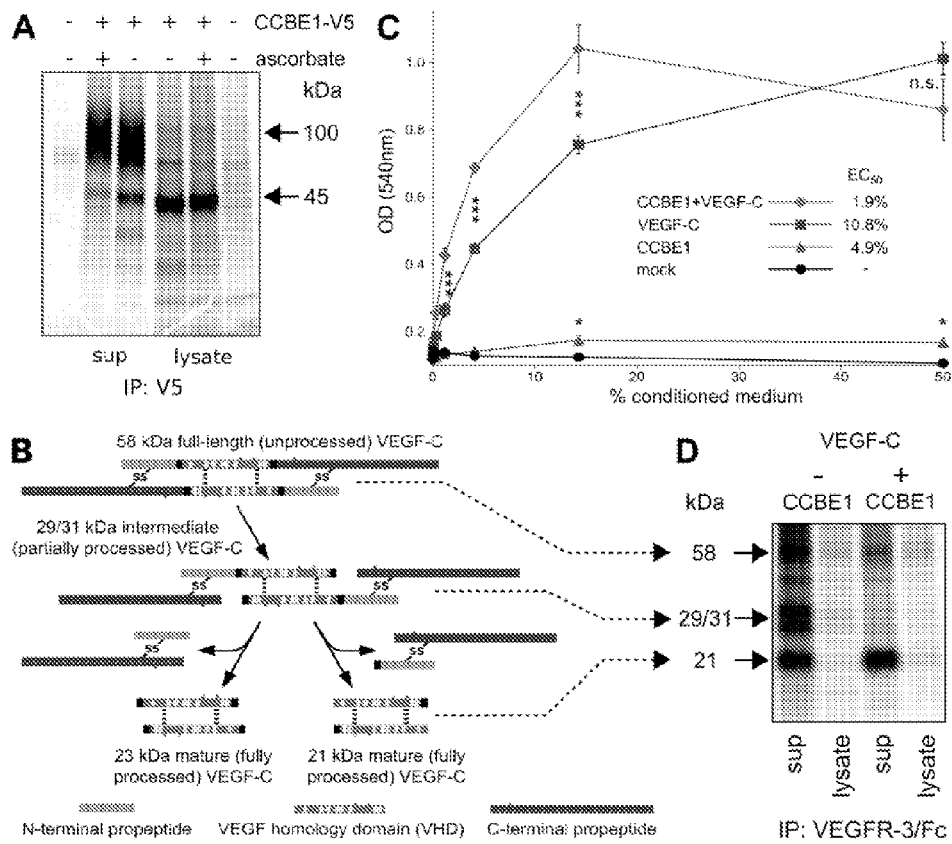 A
- + + + + - CCBE1-V5
- + - - + - ascorbate
kDa
100
45
sup lysate
IP: V5
C
OD (540nm)
1.0
0.8
0.6
0.4
0.2
0 10 20 30 40 50
% conditioned medium
***
***
***
n.s.
*
*
EC50
CCBE1+VEGF-C 1.9%
VEGF-C 10.8%
CCBE1 4.9%
mock -
B
58 kDa full-length (unprocessed) VEGF-C
ss
ss
29/31 kDa intermediate
(partially processed) VEGF-C
ss
ss
ss
ss
23 kDa mature (fully
processed) VEGF-C
21 kDa mature (fully
processed) VEGF-C
N-terminal propeptide
VEGF homology domain (VHD)
C-terminal propeptide
D
VEGF-C
- +
kDa CCBE1 CCBE1
58
29/31
21
sup lysate sup lysate
IP: VEGFR-3/Fc